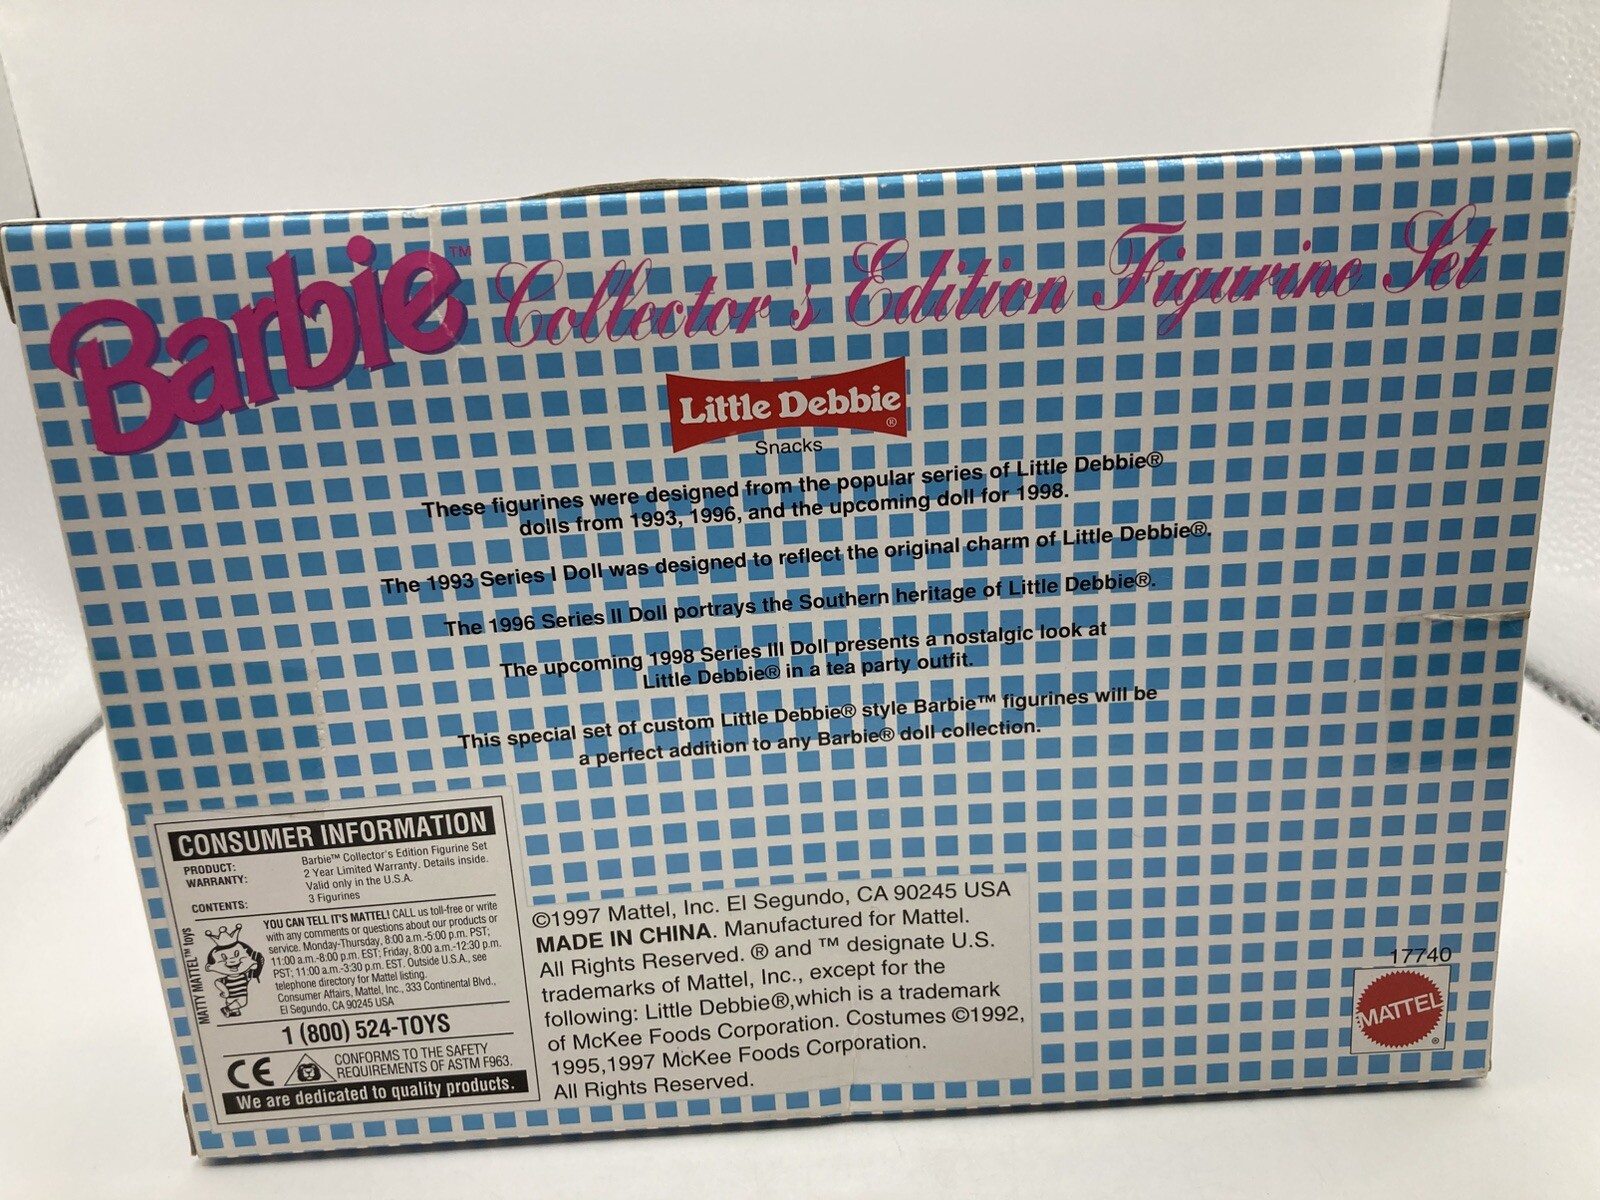 Barbie™ Collector's Edition Figurine Set
Little Debbie®
Snacks
These figurines were designed from the popular series of Little Debbie®
dolls from 1993, 1996, and the upcoming doll for 1998.
The 1993 Series I Doll was designed to reflect the original charm of Little Debbie®.
The 1996 Series II Doll portrays the Southern heritage of Little Debbie®.
The upcoming 1998 Series III Doll presents a nostalgic look at
Little Debbie® in a tea party outfit.
This special set of custom Little Debbie® style Barbie™ figurines will be
a perfect addition to any Barbie® doll collection.
CONSUMER INFORMATION
PRODUCT: Barbie™ Collector's Edition Figurine Set
WARRANTY: 2 Year Limited Warranty. Details inside.
Valid only in the U.S.A.
CONTENTS: 3 Figurines
MATTY MATTEL™ toys
YOU CAN TELL IT'S MATTEL! CALL us toll-free or write
with any comments or questions about our products or
service. Monday-Thursday, 8:00 a.m.-5:00 p.m. PST;
11:00 a.m.-8:00 p.m. EST; Friday, 8:00 a.m.-12:30 p.m.
PST; 11:00 a.m.-3:30 p.m. EST. Outside U.S.A., see
telephone directory for Mattel listing.
Consumer Affairs, Mattel, Inc., 333 Continental Blvd.,
El Segundo, CA 90245 USA
1 (800) 524-TOYS
CE
CONFORMS TO THE SAFETY
REQUIREMENTS OF ASTM F963.
We are dedicated to quality products.
©1997 Mattel, Inc. El Segundo, CA 90245 USA
MADE IN CHINA. Manufactured for Mattel.
All Rights Reserved. ® and ™ designate U.S.
trademarks of Mattel, Inc., except for the
following: Little Debbie®,which is a trademark
of McKee Foods Corporation. Costumes ©1992,
1995,1997 McKee Foods Corporation.
All Rights Reserved.
17740
MATTEL®